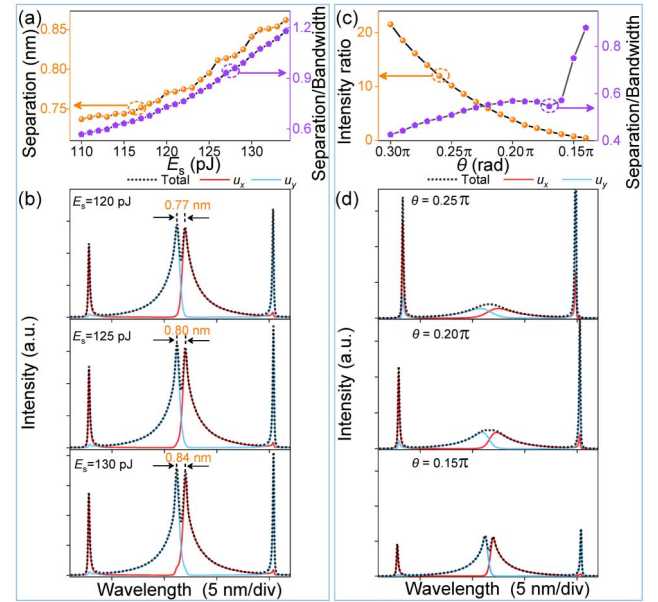 (a)
Separation (nm)
0.85
0.80
0.75
1.2
0.9
0.6
Separation/Bandwidth
110 115 120 125 130
Es (pJ)
Total ux uy
(b)
Es=120 pJ
0.77 nm
Es=125 pJ
0.80 nm
Es=130 pJ
0.84 nm
Intensity (a.u.)
Wavelength (5 nm/div)
(c)
Intensity ratio
20
10
0
0.8
0.6
0.4
Separation/Bandwidth
0.30π 0.25π 0.20π 0.15π
θ (rad)
Total ux uy
(d)
θ = 0.25π
θ = 0.20π
θ = 0.15π
Intensity (a.u.)
Wavelength (5 nm/div)